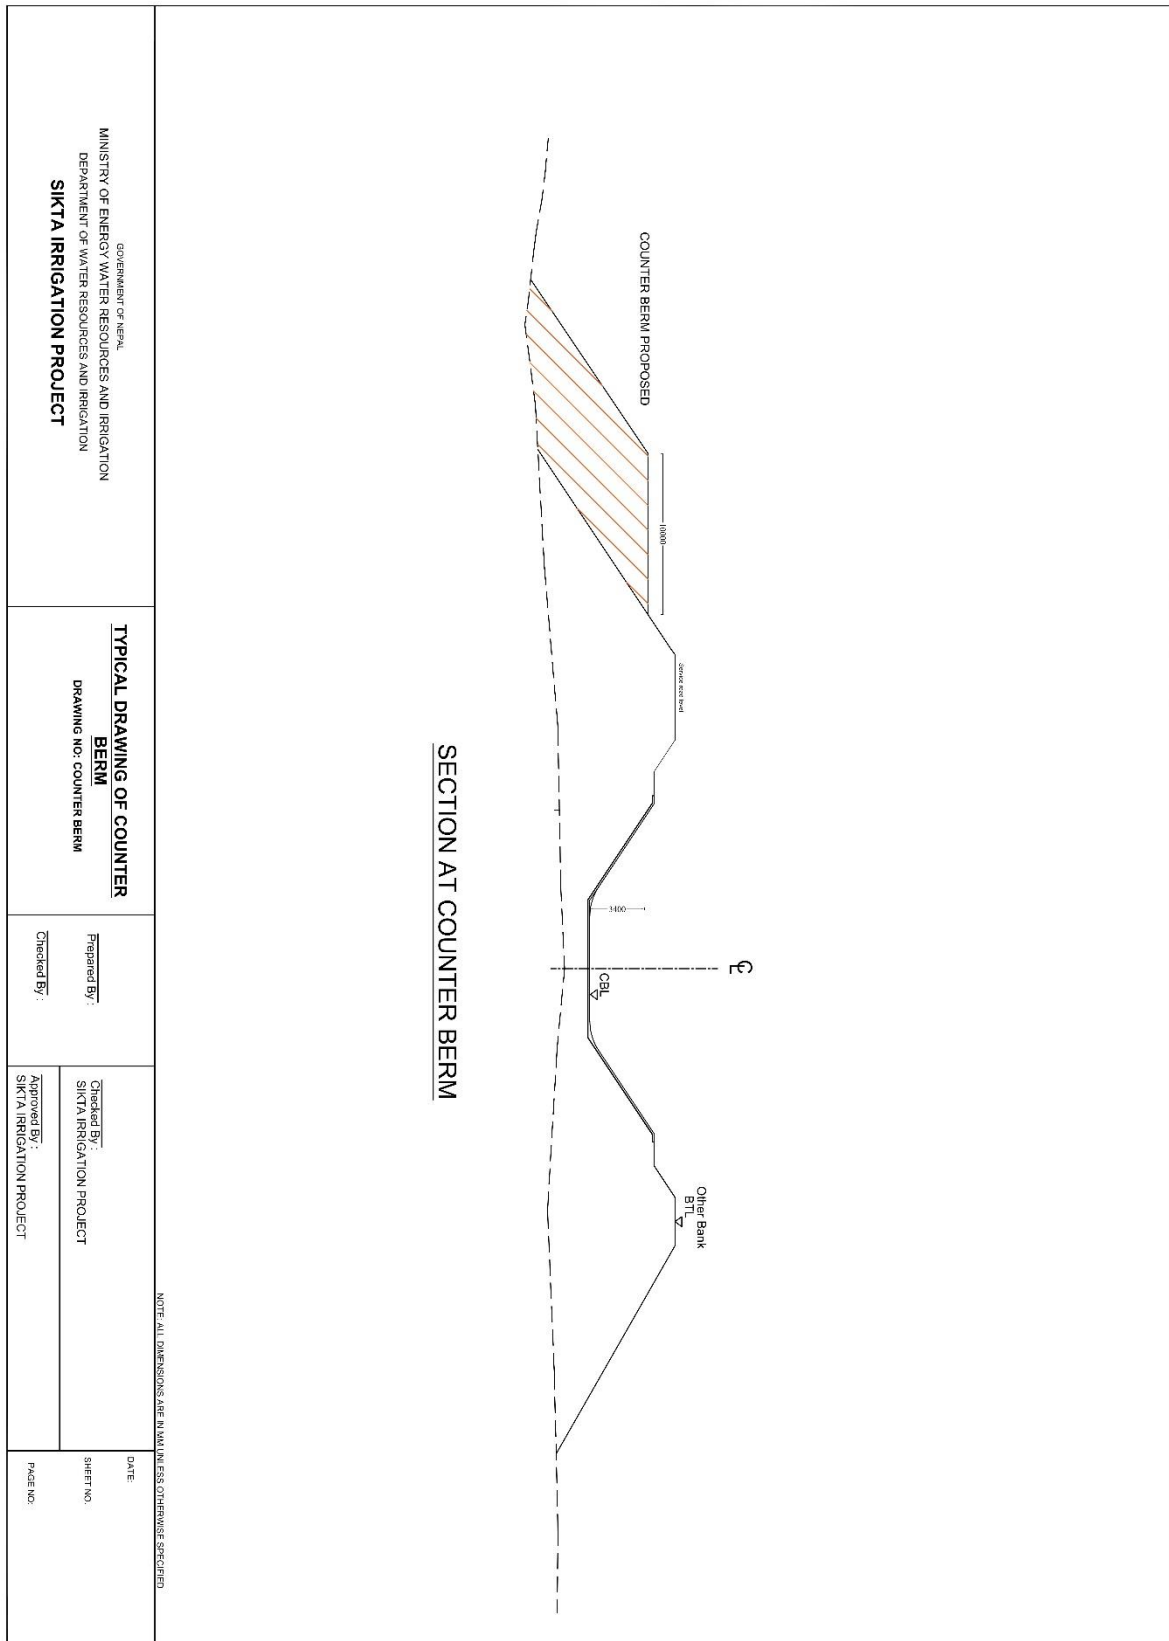 COUNTER BERM PROPOSED
10000
Service road level
3400
CL
CBL
Other Bank
BTL
SECTION AT COUNTER BERM
NOTE: ALL DIMENSIONS ARE IN MM UNLESS OTHERWISE SPECIFIED
GOVERNMENT OF NEPAL
MINISTRY OF ENERGY WATER RESOURCES AND IRRIGATION
DEPARTMENT OF WATER RESOURCES AND IRRIGATION
SIKTA IRRIGATION PROJECT
TYPICAL DRAWING OF COUNTER
BERM
DRAWING NO: COUNTER BERM
Prepared By :
Checked By :
Checked By :
SIKTA IRRIGATION PROJECT
Approved By :
SIKTA IRRIGATION PROJECT
DATE:
SHEET NO.
PAGE NO: